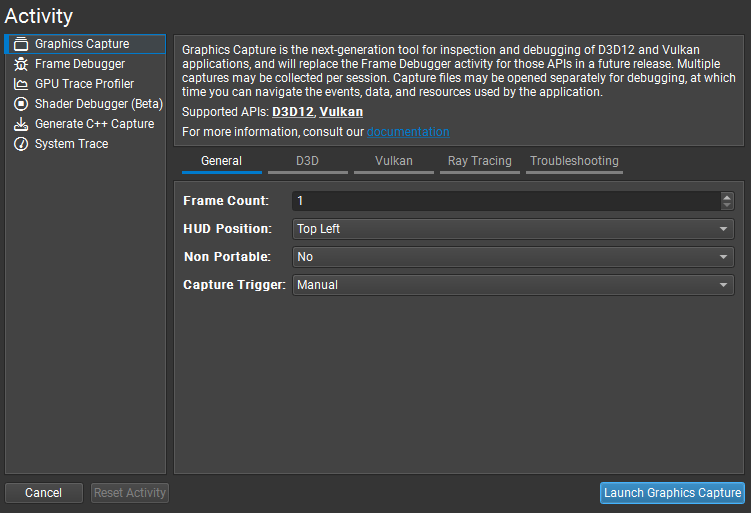 Activity
Graphics Capture
Frame Debugger
GPU Trace Profiler
Shader Debugger (Beta)
Generate C++ Capture
System Trace
Graphics Capture is the next-generation tool for inspection and debugging of D3D12 and Vulkan
applications, and will replace the Frame Debugger activity for those APIs in a future release. Multiple
captures may be collected per session. Capture files may be opened separately for debugging, at which
time you can navigate the events, data, and resources used by the application.
Supported APIs: D3D12, Vulkan
For more information, consult our documentation
General D3D Vulkan Ray Tracing Troubleshooting
Frame Count: 1
HUD Position: Top Left
Non Portable: No
Capture Trigger: Manual
Cancel Reset Activity Launch Graphics Capture